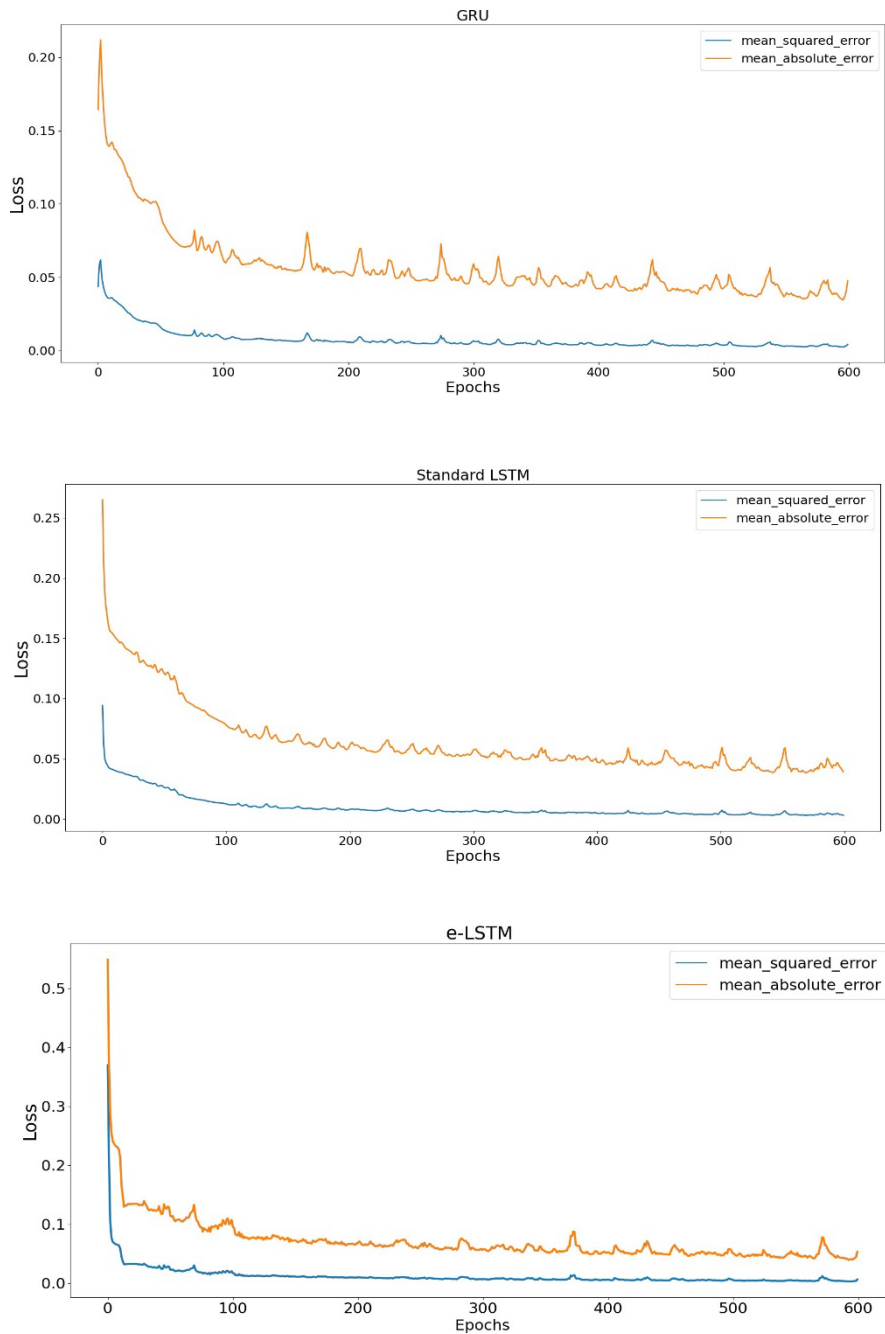 GRU
mean_squared_error
mean_absolute_error
0.20
0.15
0.10
0.05
0.00
Loss
0 100 200 300 400 500 600
Epochs
Standard LSTM
mean_squared_error
mean_absolute_error
0.25
0.20
0.15
0.10
0.05
0.00
Loss
0 100 200 300 400 500 600
Epochs
e-LSTM
mean_squared_error
mean_absolute_error
0.5
0.4
0.3
0.2
0.1
0.0
Loss
0 100 200 300 400 500 600
Epochs